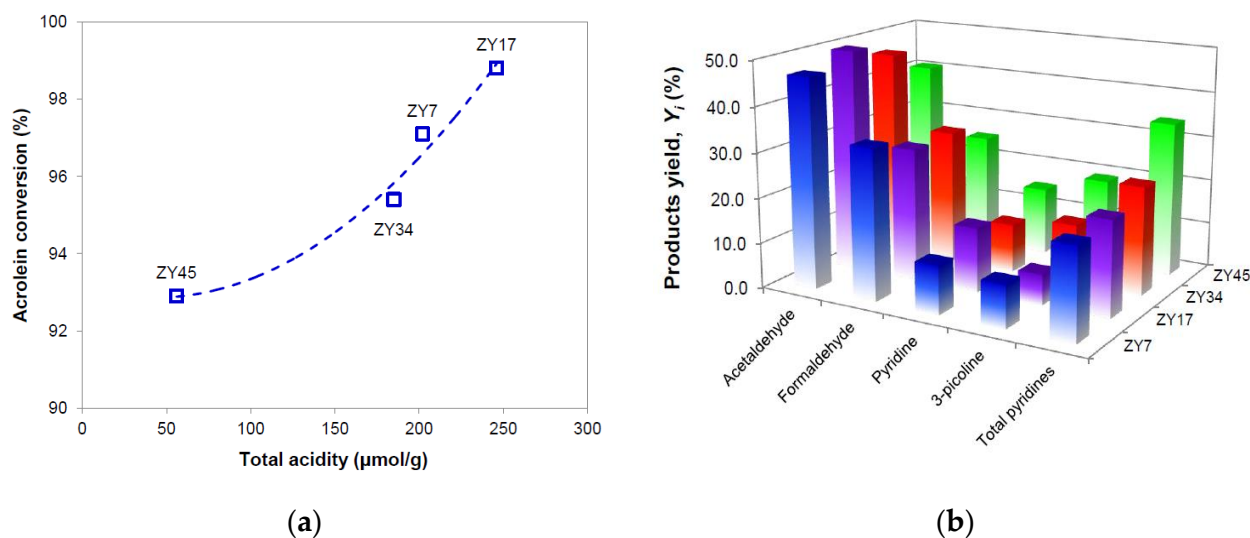 100
98
96
94
92
90
Acrolein conversion (%)
ZY45
ZY34
ZY7
ZY17
0
50
100
150
200
250
300
Total acidity (µmol/g)
(a)
50.0
40.0
30.0
20.0
10.0
0.0
Products yield, Yi (%)
Acetaldehyde
Formaldehyde
Pyridine
3-picoline
Total pyridines
ZY45
ZY34
ZY17
ZY7
(b)